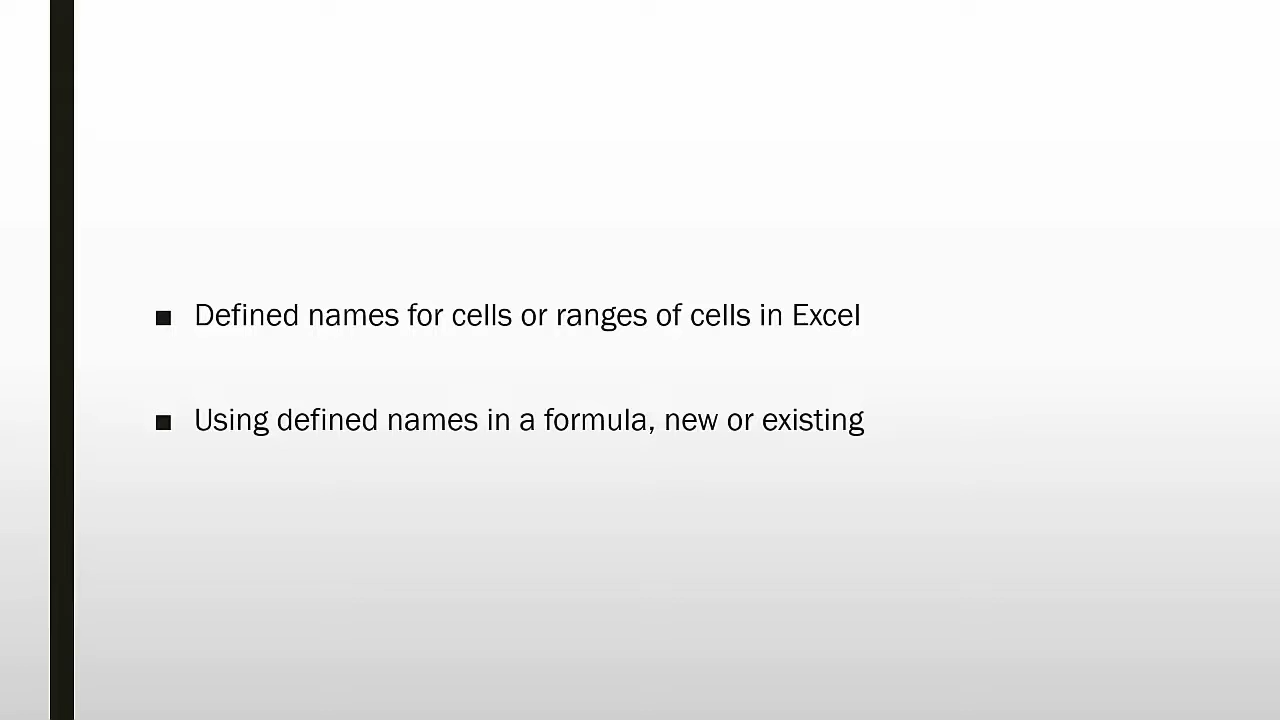 ■ Defined names for cells or ranges of cells in Excel
■ Using defined names in a formula, new or existing